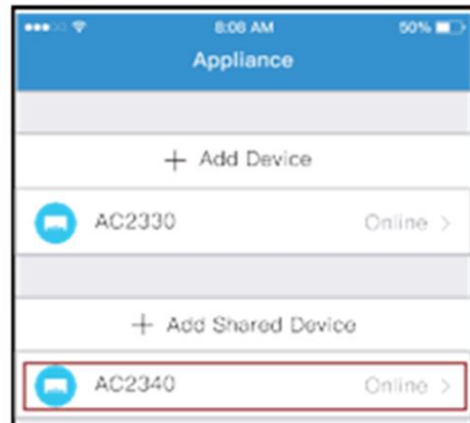 8:08 AM 50%
Appliance
+ Add Device
AC2330 Online >
+ Add Shared Device
AC2340 Online >